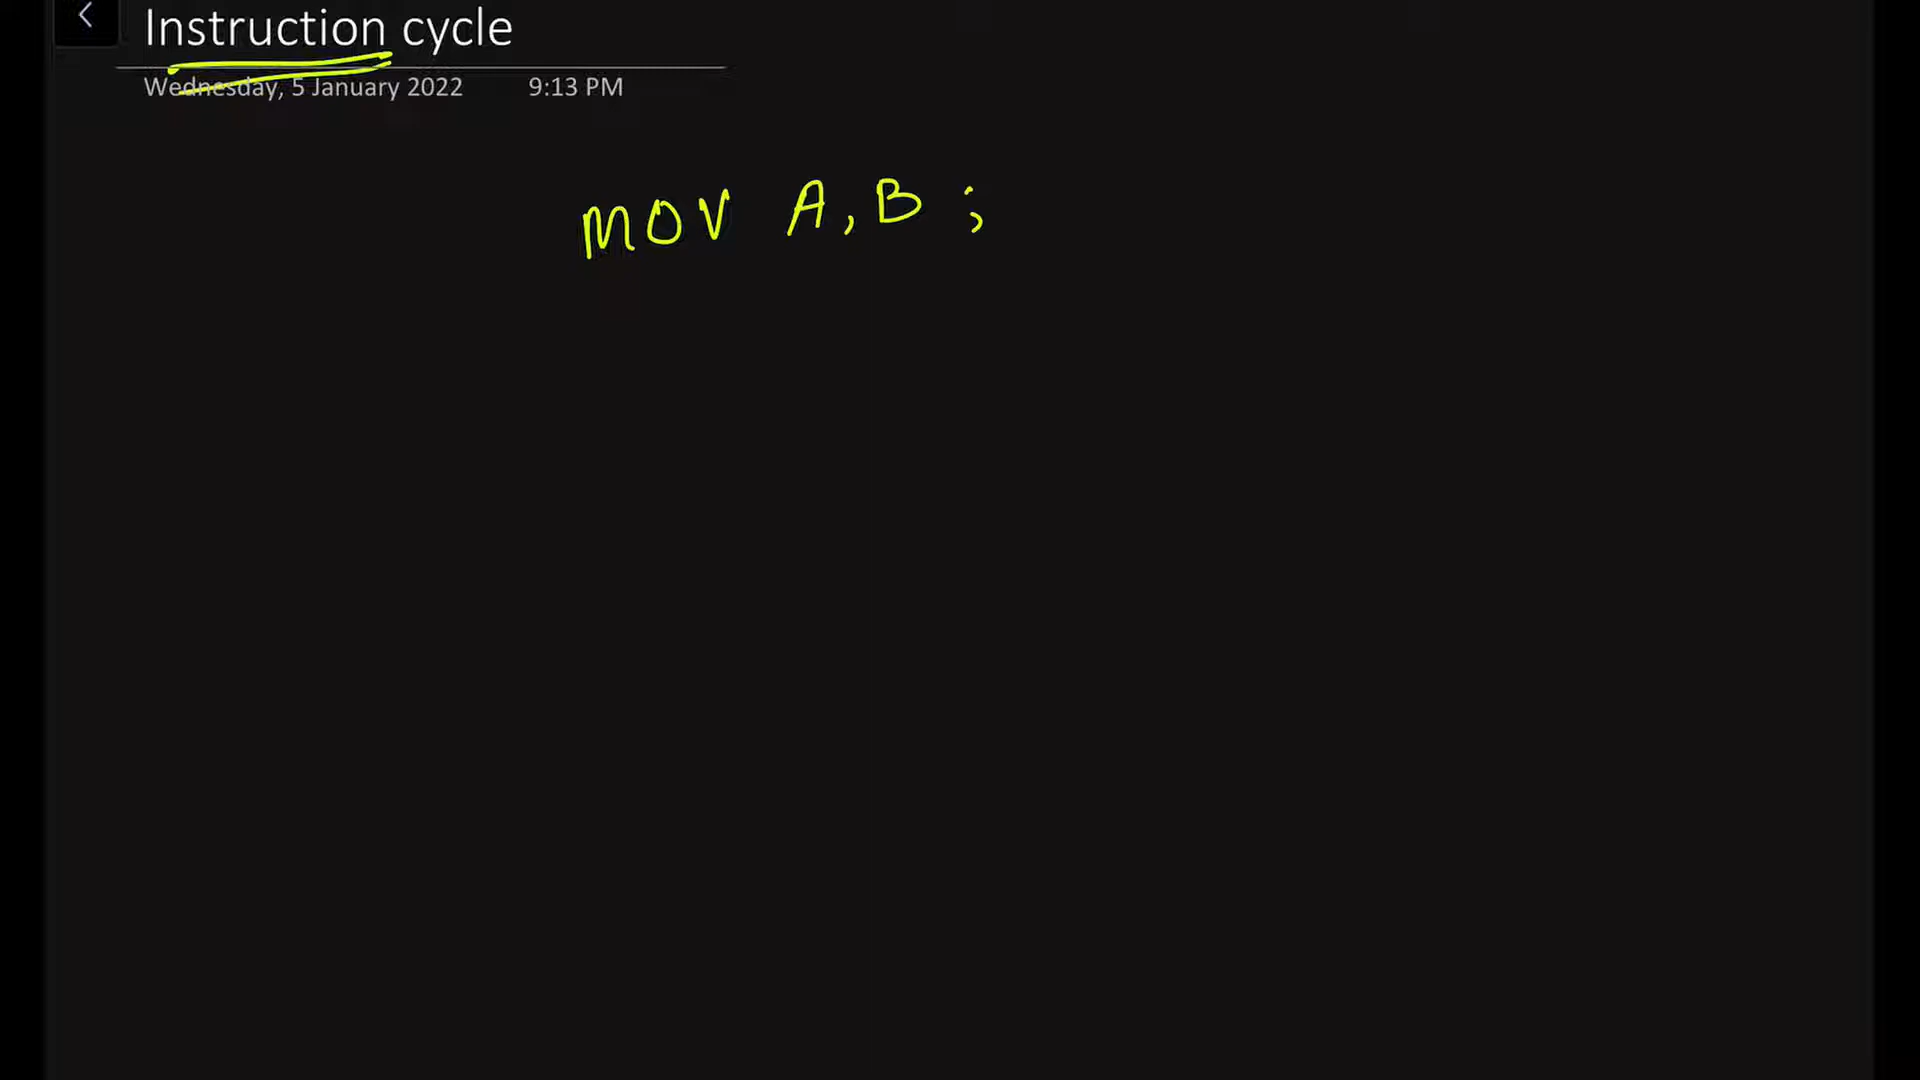 Instruction cycle
Wednesday, 5 January 2022 9:13 PM
MOV A, B ;